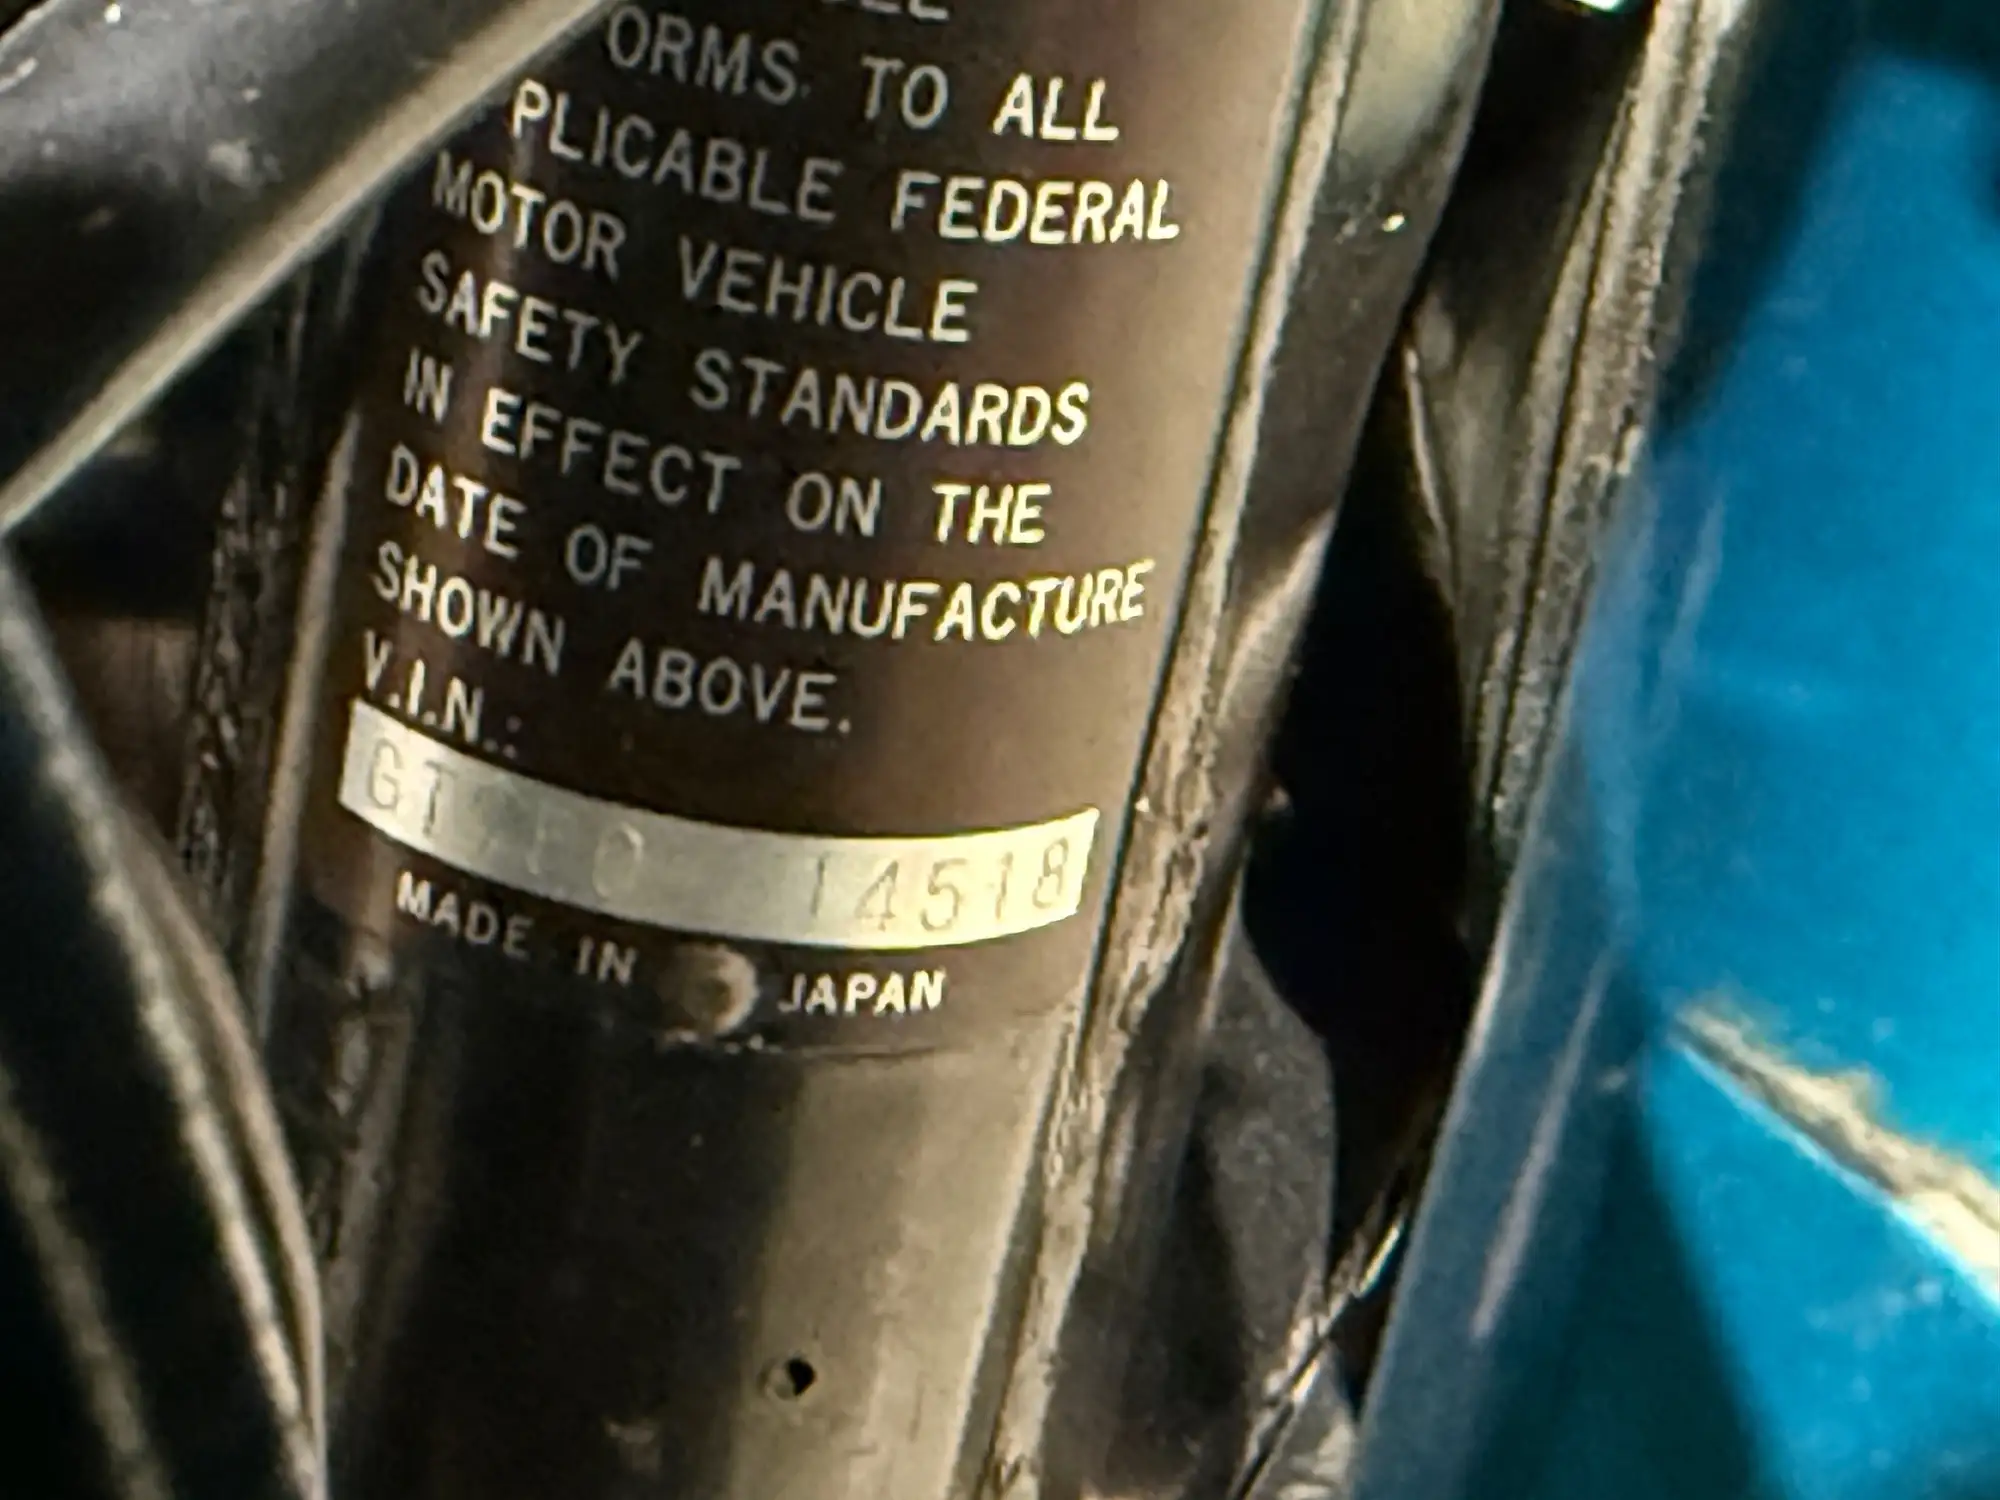 ORMS TO ALL
PLICABLE FEDERAL
MOTOR VEHICLE
SAFETY STANDARDS
IN EFFECT ON THE
DATE OF MANUFACTURE
SHOWN ABOVE.
V.I.N.:
14518
MADE IN JAPAN